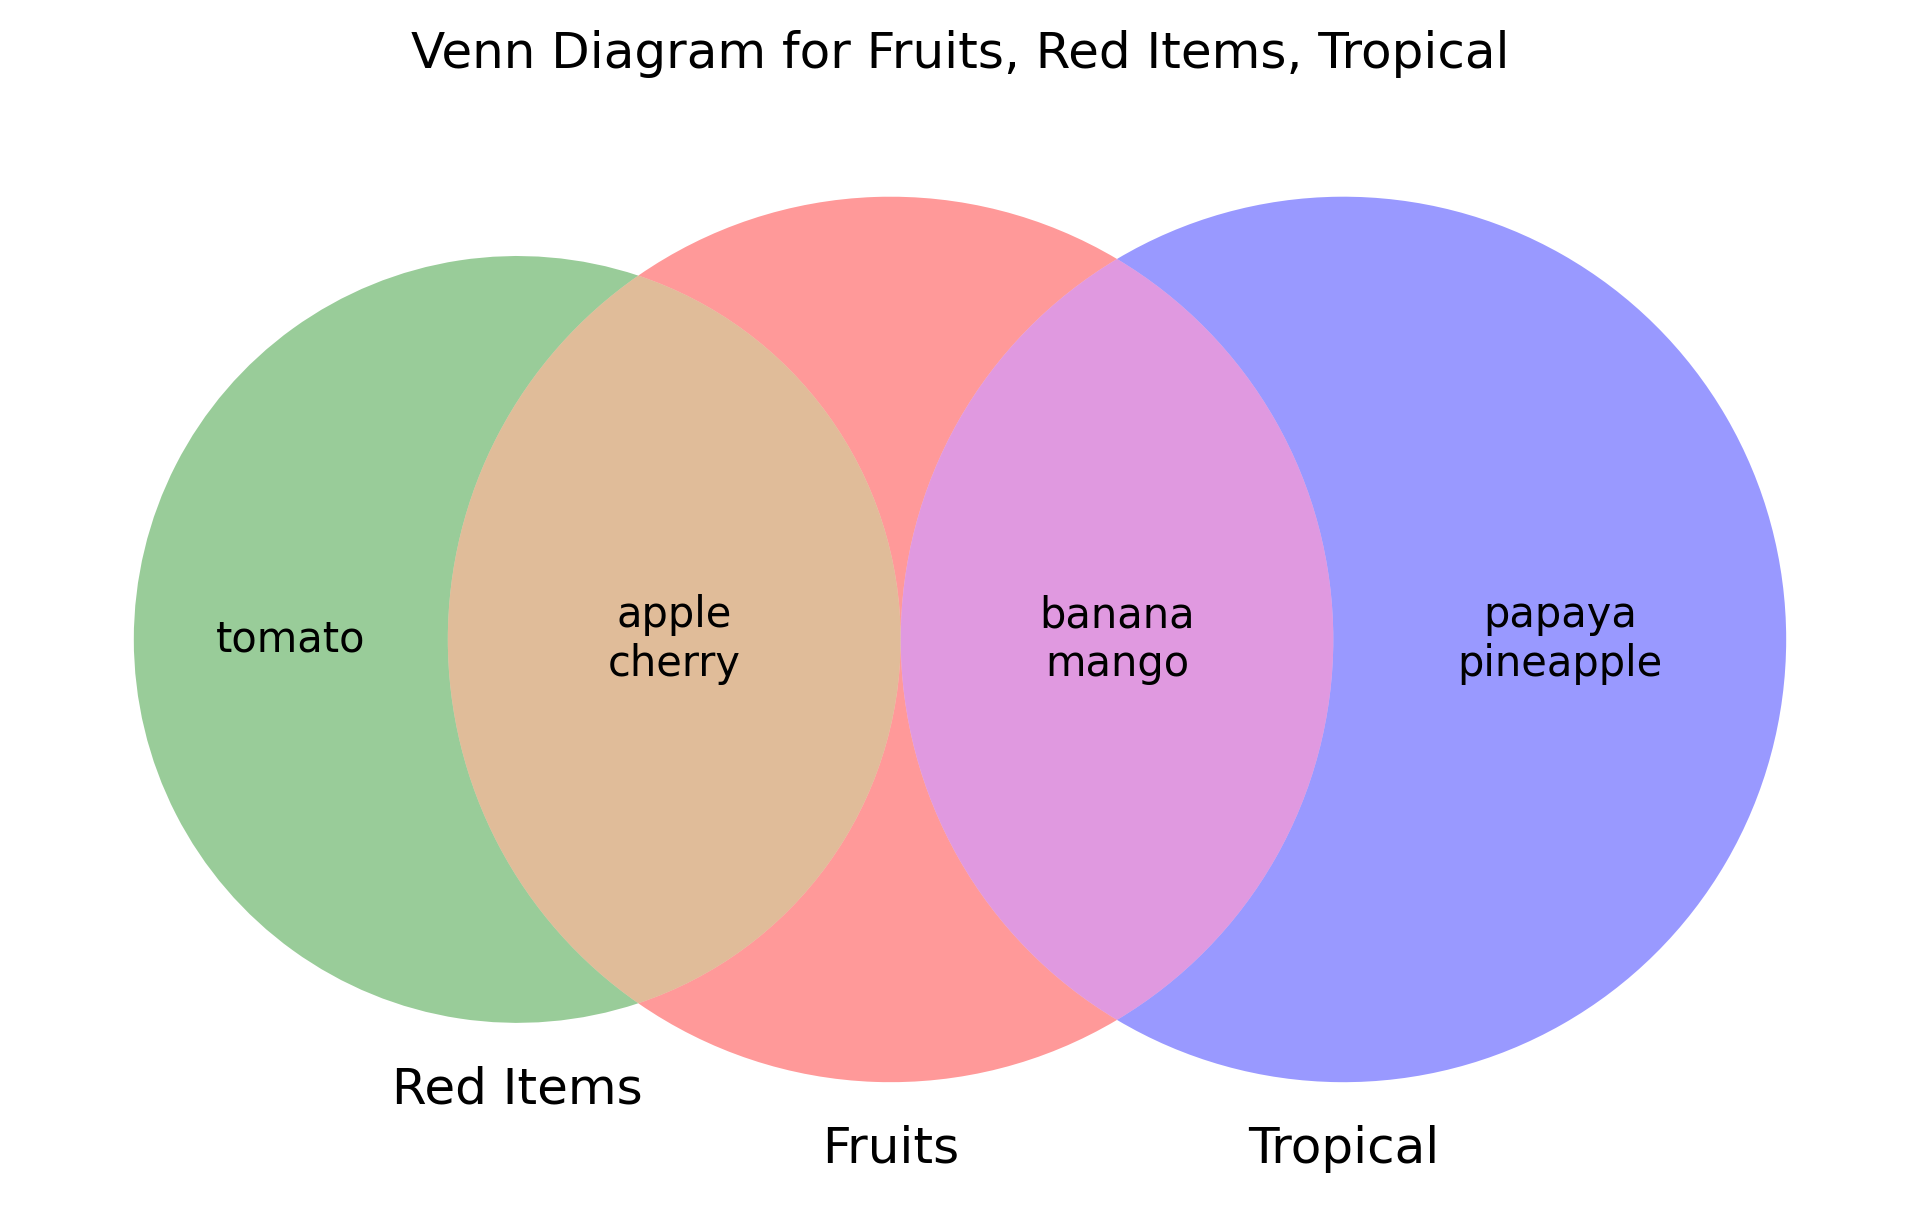 Venn Diagram for Fruits, Red Items, Tropical
tomato
apple
cherry
banana
mango
papaya
pineapple
Red Items
Fruits
Tropical